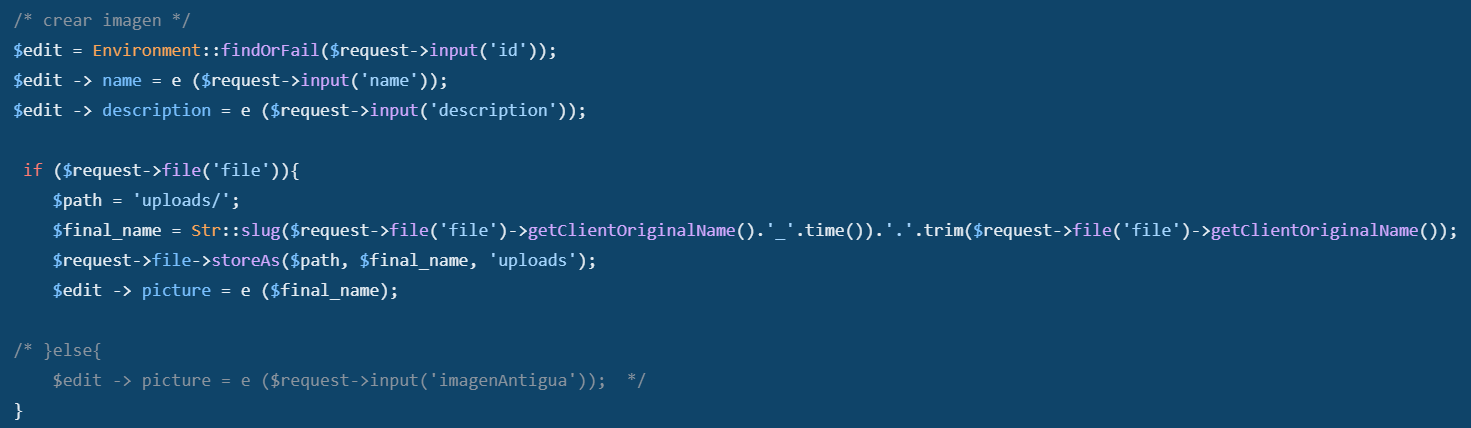 /* crear imagen */
$edit = Environment::findOrFail($request->input('id'));
$edit -> name = e ($request->input('name'));
$edit -> description = e ($request->input('description'));
if ($request->file('file')){
$path = 'uploads/';
$final_name = Str::slug($request->file('file')->getClientOriginalName().'_'.time()).'.'.trim($request->file('file')->getClientOriginalName());
$request->file->storeAs($path, $final_name, 'uploads');
$edit -> picture = e ($final_name);
/* }else{
$edit -> picture = e ($request->input('imagenAntigua'));  */
}